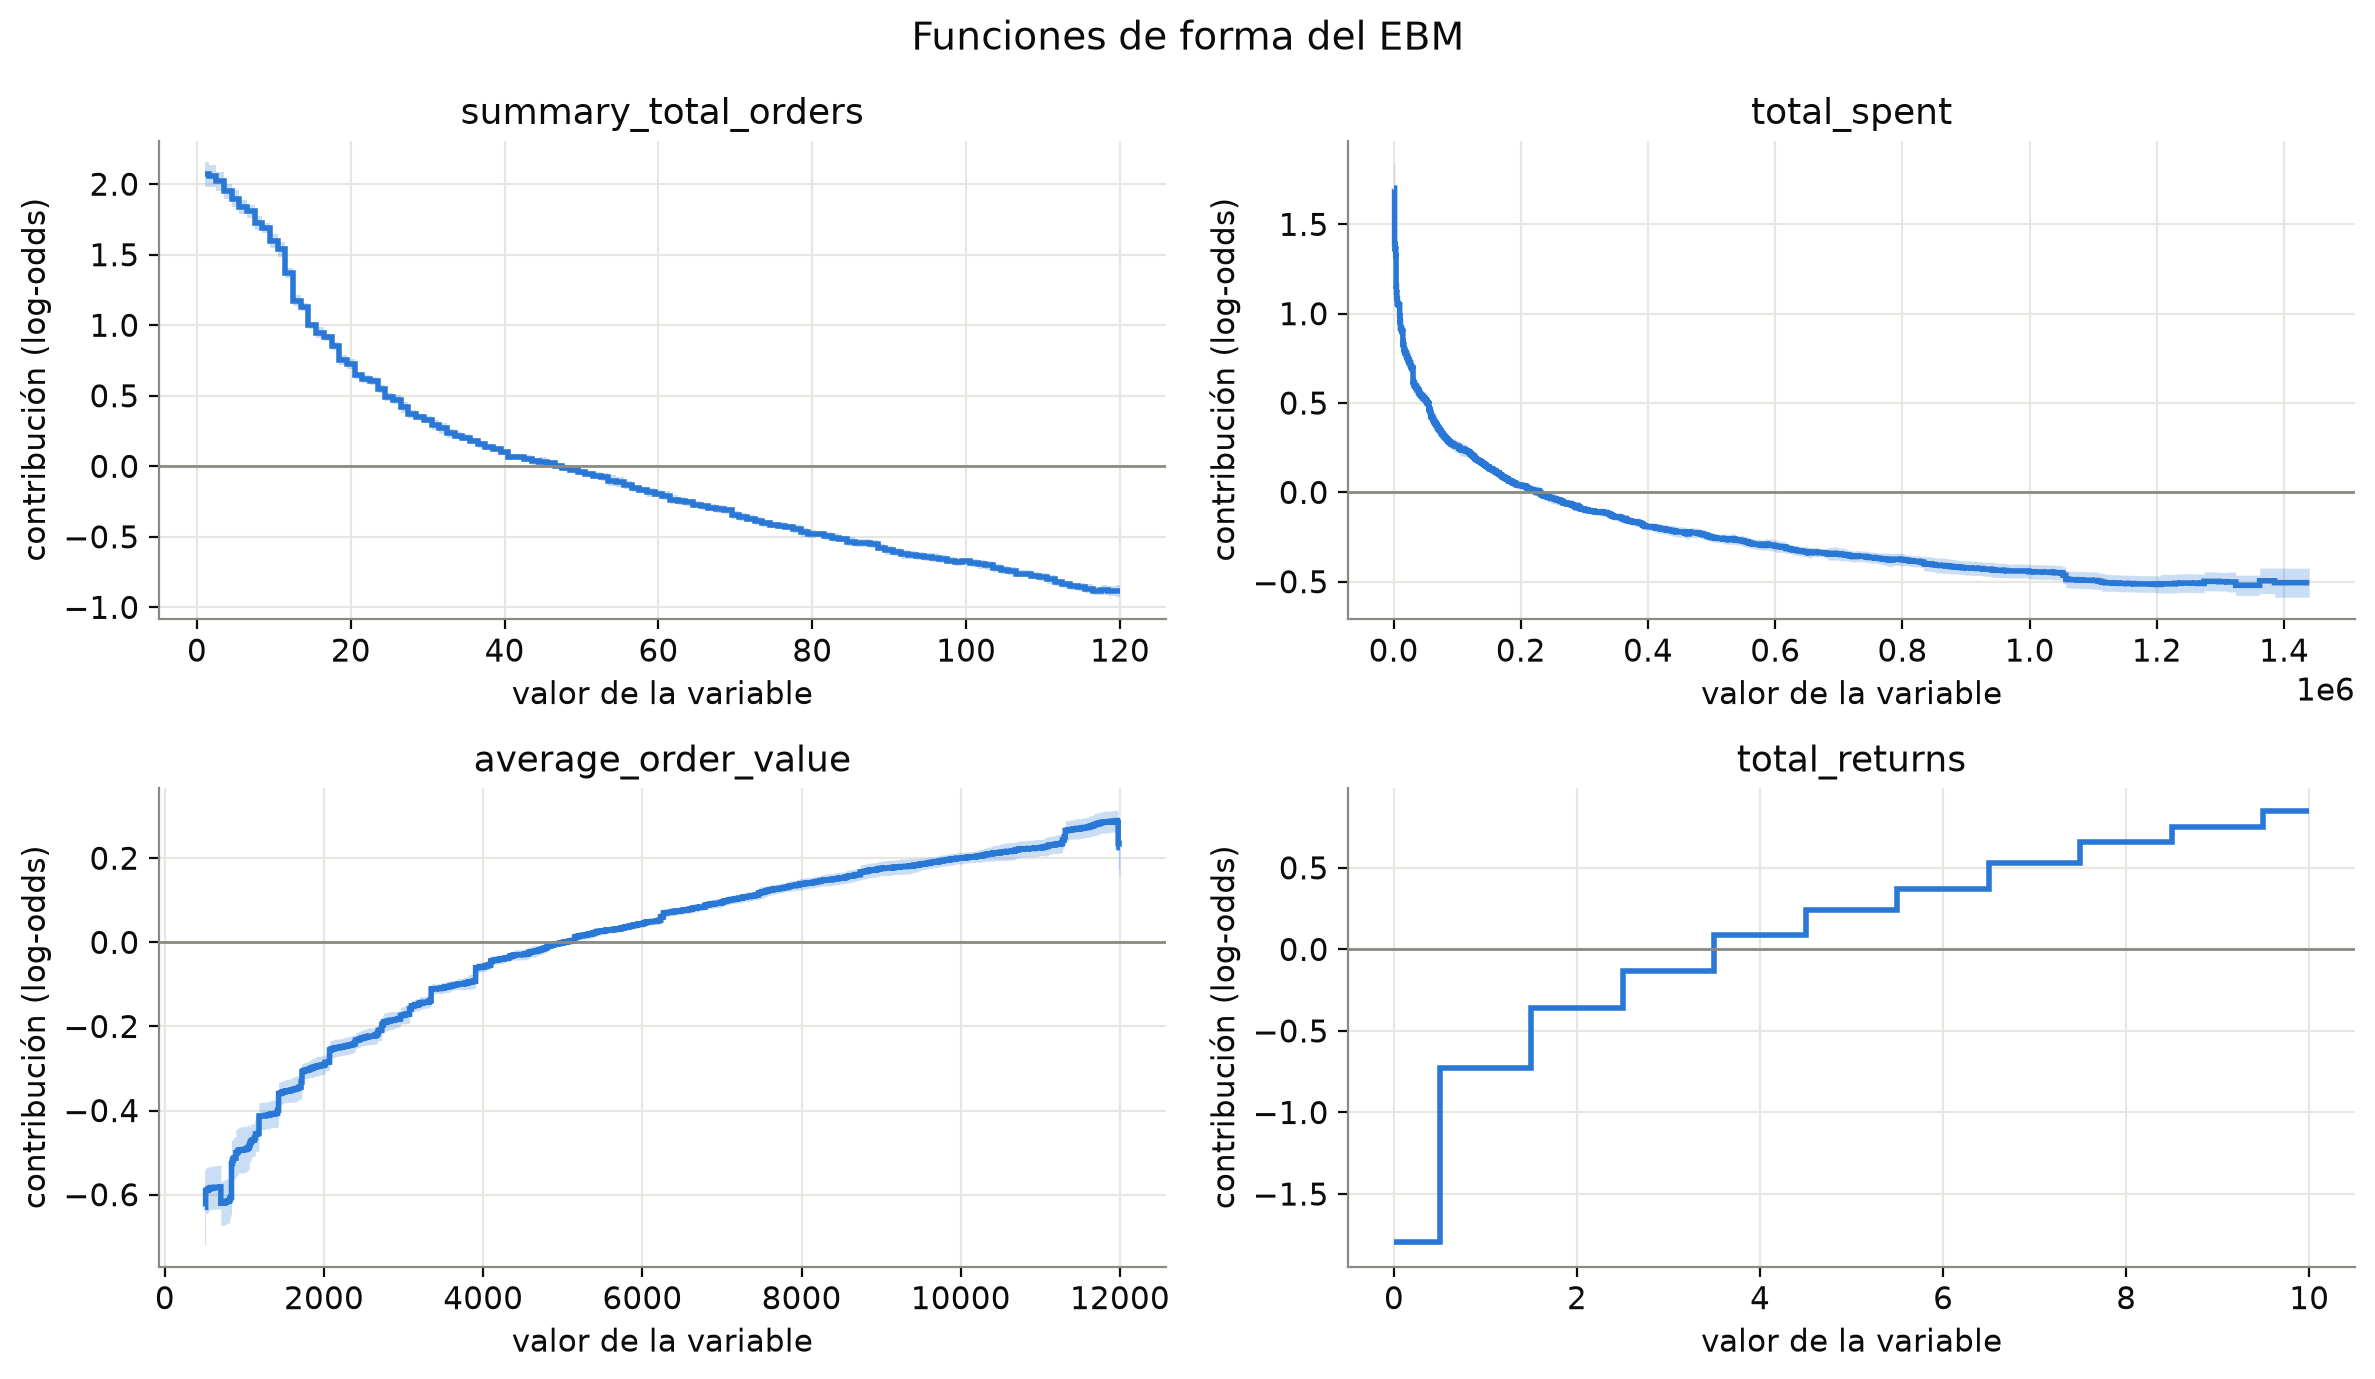 Funciones de forma del EBM
summary_total_orders
contribución (log-odds)
2.0
1.5
1.0
0.5
0.0
−0.5
−1.0
0 20 40 60 80 100 120
valor de la variable
total_spent
contribución (log-odds)
1.5
1.0
0.5
0.0
−0.5
0.0 0.2 0.4 0.6 0.8 1.0 1.2 1.4
1e6
valor de la variable
average_order_value
contribución (log-odds)
0.2
0.0
−0.2
−0.4
−0.6
0 2000 4000 6000 8000 10000 12000
valor de la variable
total_returns
contribución (log-odds)
0.5
0.0
−0.5
−1.0
−1.5
0 2 4 6 8 10
valor de la variable